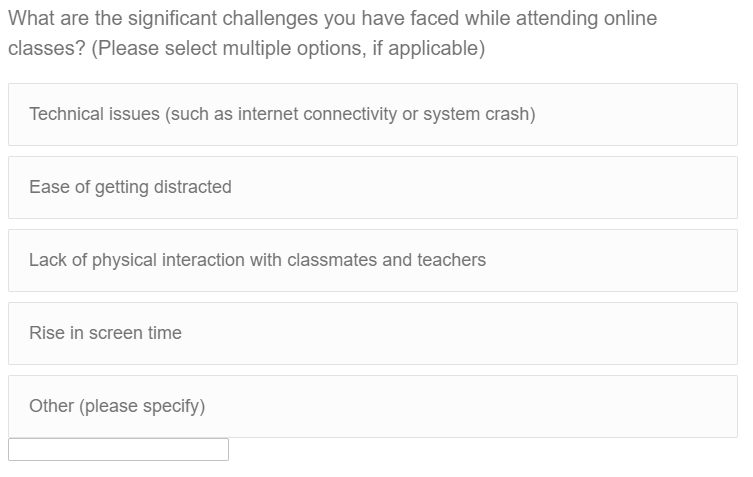 What are the significant challenges you have faced while attending online
classes? (Please select multiple options, if applicable)
Technical issues (such as internet connectivity or system crash)
Ease of getting distracted
Lack of physical interaction with classmates and teachers
Rise in screen time
Other (please specify)